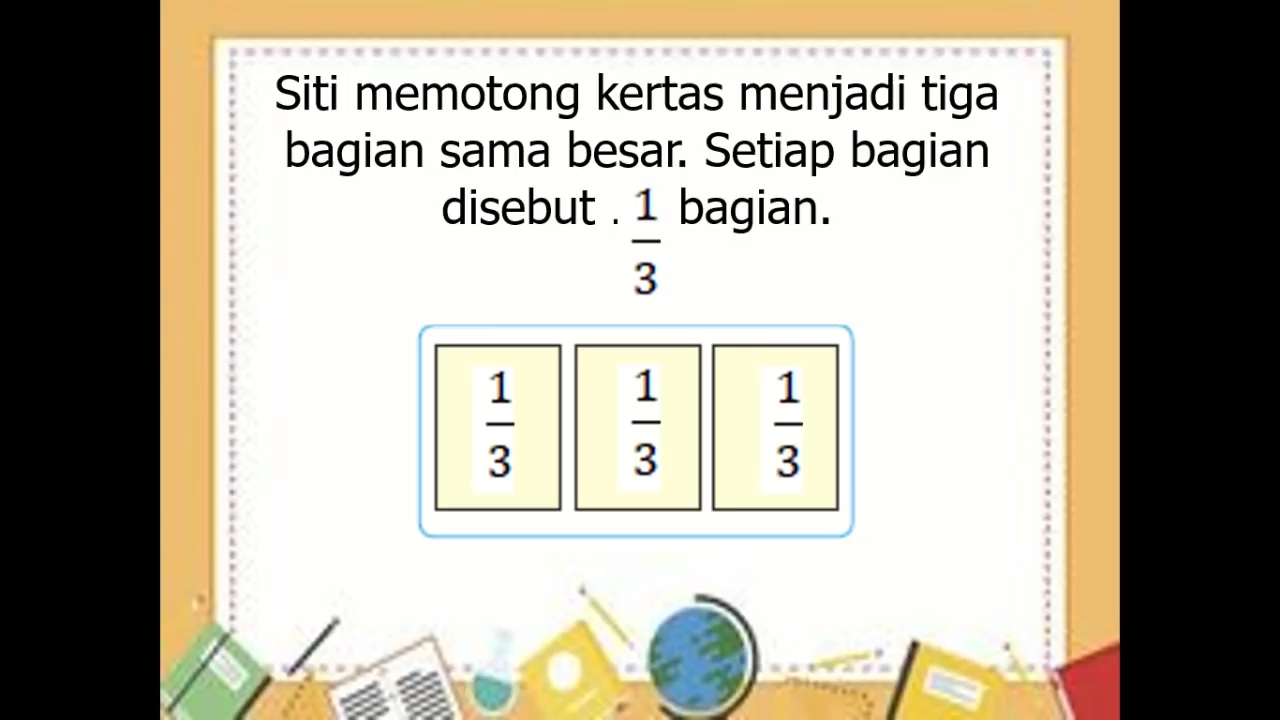 Siti memotong kertas menjadi tiga
bagian sama besar. Setiap bagian
disebut . 1/3 bagian.
1/3 1/3 1/3